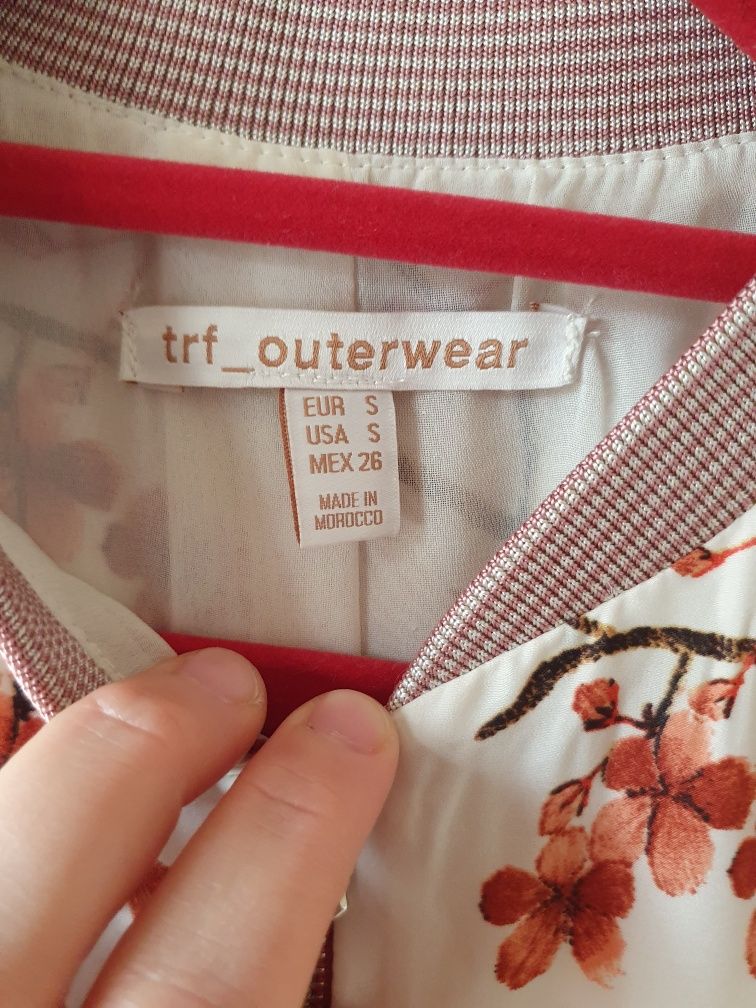 trf_outerwear
EUR S
USA S
MEX 26
MADE IN
MOROCCO